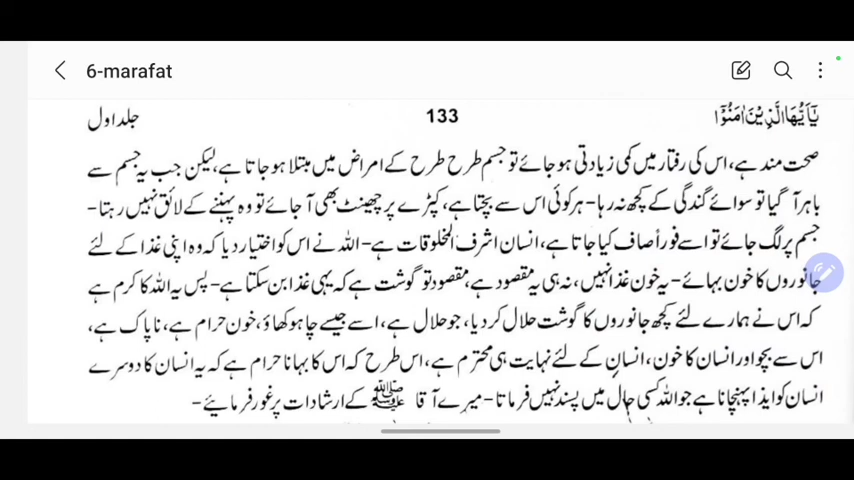 6-marafat
یٰۤاَیُّهَا الَّذِیْنَ اٰمَنُوْۤا 133 جلد اول
صحت مند ہے، اس کی رفتار میں کمی زیادتی ہو جائے تو جسم طرح طرح کے امراض میں مبتلا ہو جاتا ہے، لیکن جب یہ جسم سے
باہر آ گیا تو سوائے گندگی کے کچھ نہ رہا- ہر کوئی اس سے بچتا ہے، کپڑے پر چھینٹ بھی آ جائے تو وہ پہننے کے لائق نہیں رہتا-
جسم پر لگ جائے تو اسے فوراً صاف کیا جاتا ہے، انسان اشرف المخلوقات ہے- اللہ نے اس کو اختیار دیا کہ وہ اپنی غذا کے لئے
جانوروں کا خون بہائے- یہ خون غذا نہیں، نہ ہی یہ مقصود ہے، مقصود تو گوشت ہے کہ یہی غذا بن سکتا ہے- پس یہ اللہ کا کرم ہے
کہ اس نے ہمارے لئے کچھ جانوروں کا گوشت حلال کر دیا، جو حلال ہے، اسے جیسے چاہو کھاؤ، خون حرام ہے، ناپاک ہے،
اس سے بچو اور انسان کا خون، انسان کے لئے نہایت ہی محترم ہے، اس طرح کہ اس کا بہانا حرام ہے کہ یہ انسان کا دوسرے
انسان کو ایذا پہنچانا ہے جو اللہ کسی حال میں پسند نہیں فرماتا- میرے آقا ﷺ کے ارشادات پر غور فرمائیے-